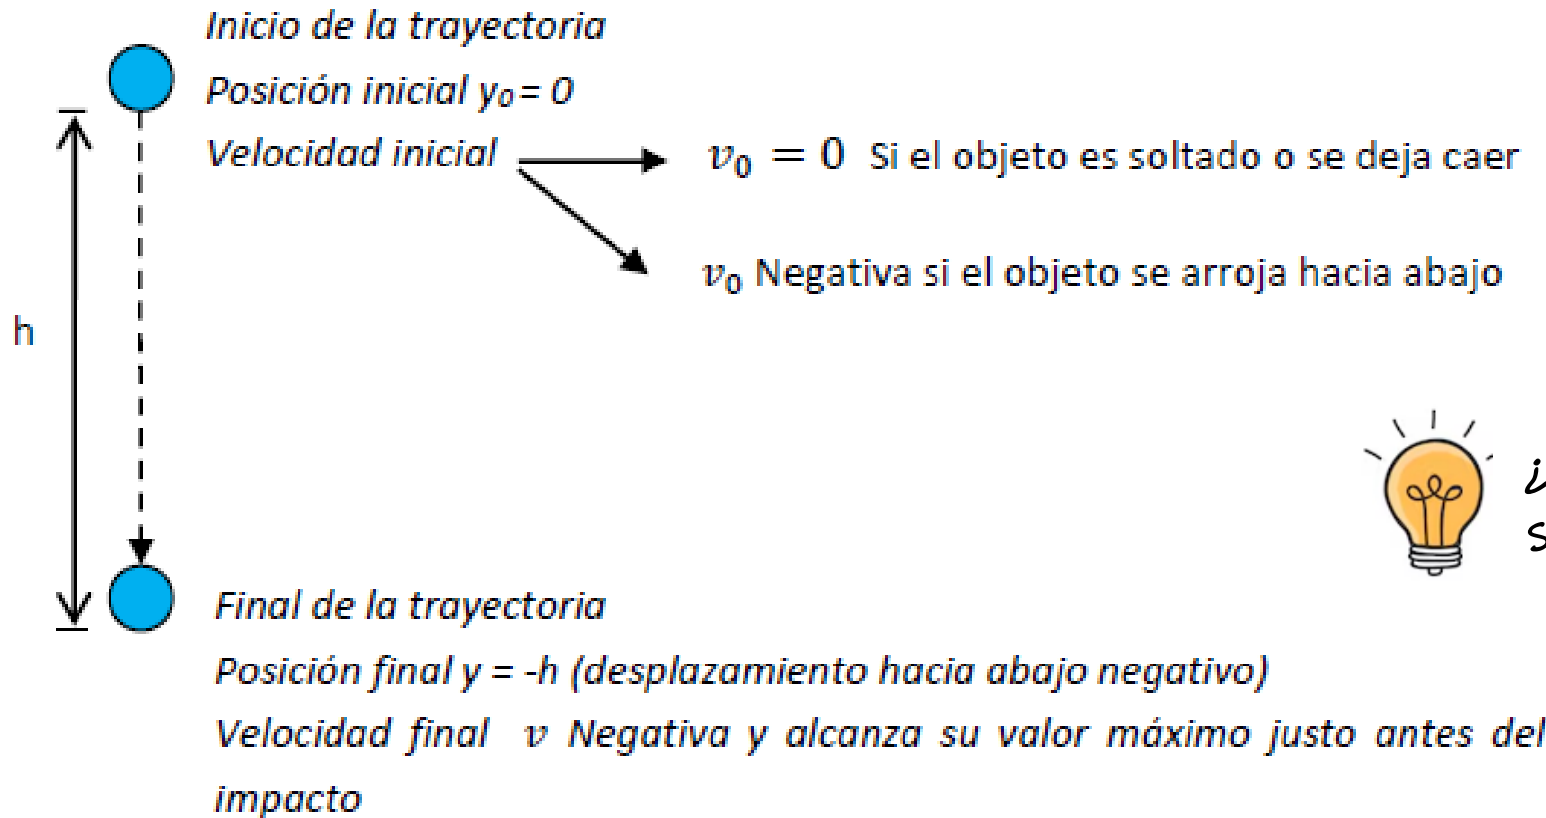 Inicio de la trayectoria
Posición inicial y₀ = 0
Velocidad inicial
v₀ = 0 Si el objeto es soltado o se deja caer
v₀ Negativa si el objeto se arroja hacia abajo
h
¿
s
Final de la trayectoria
Posición final y = -h (desplazamiento hacia abajo negativo)
Velocidad final v Negativa y alcanza su valor máximo justo antes del
impacto